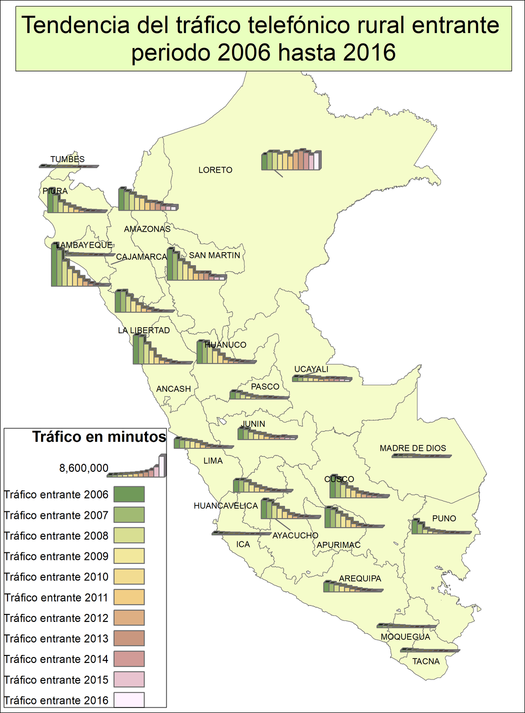 Tendencia del tráfico telefónico rural entrante
periodo 2006 hasta 2016
TUMBES
LORETO
PIURA
AMAZONAS
LAMBAYEQUE
CAJAMARCA
SAN MARTIN
LA LIBERTAD
HUANUCO
UCAYALI
ANCASH
PASCO
JUNIN
MADRE DE DIOS
LIMA
CUSCO
HUANCAVELICA
PUNO
AYACUCHO
ICA
APURIMAC
AREQUIPA
MOQUEGUA
TACNA
Tráfico en minutos
8,600,000
Tráfico entrante 2006
Tráfico entrante 2007
Tráfico entrante 2008
Tráfico entrante 2009
Tráfico entrante 2010
Tráfico entrante 2011
Tráfico entrante 2012
Tráfico entrante 2013
Tráfico entrante 2014
Tráfico entrante 2015
Tráfico entrante 2016